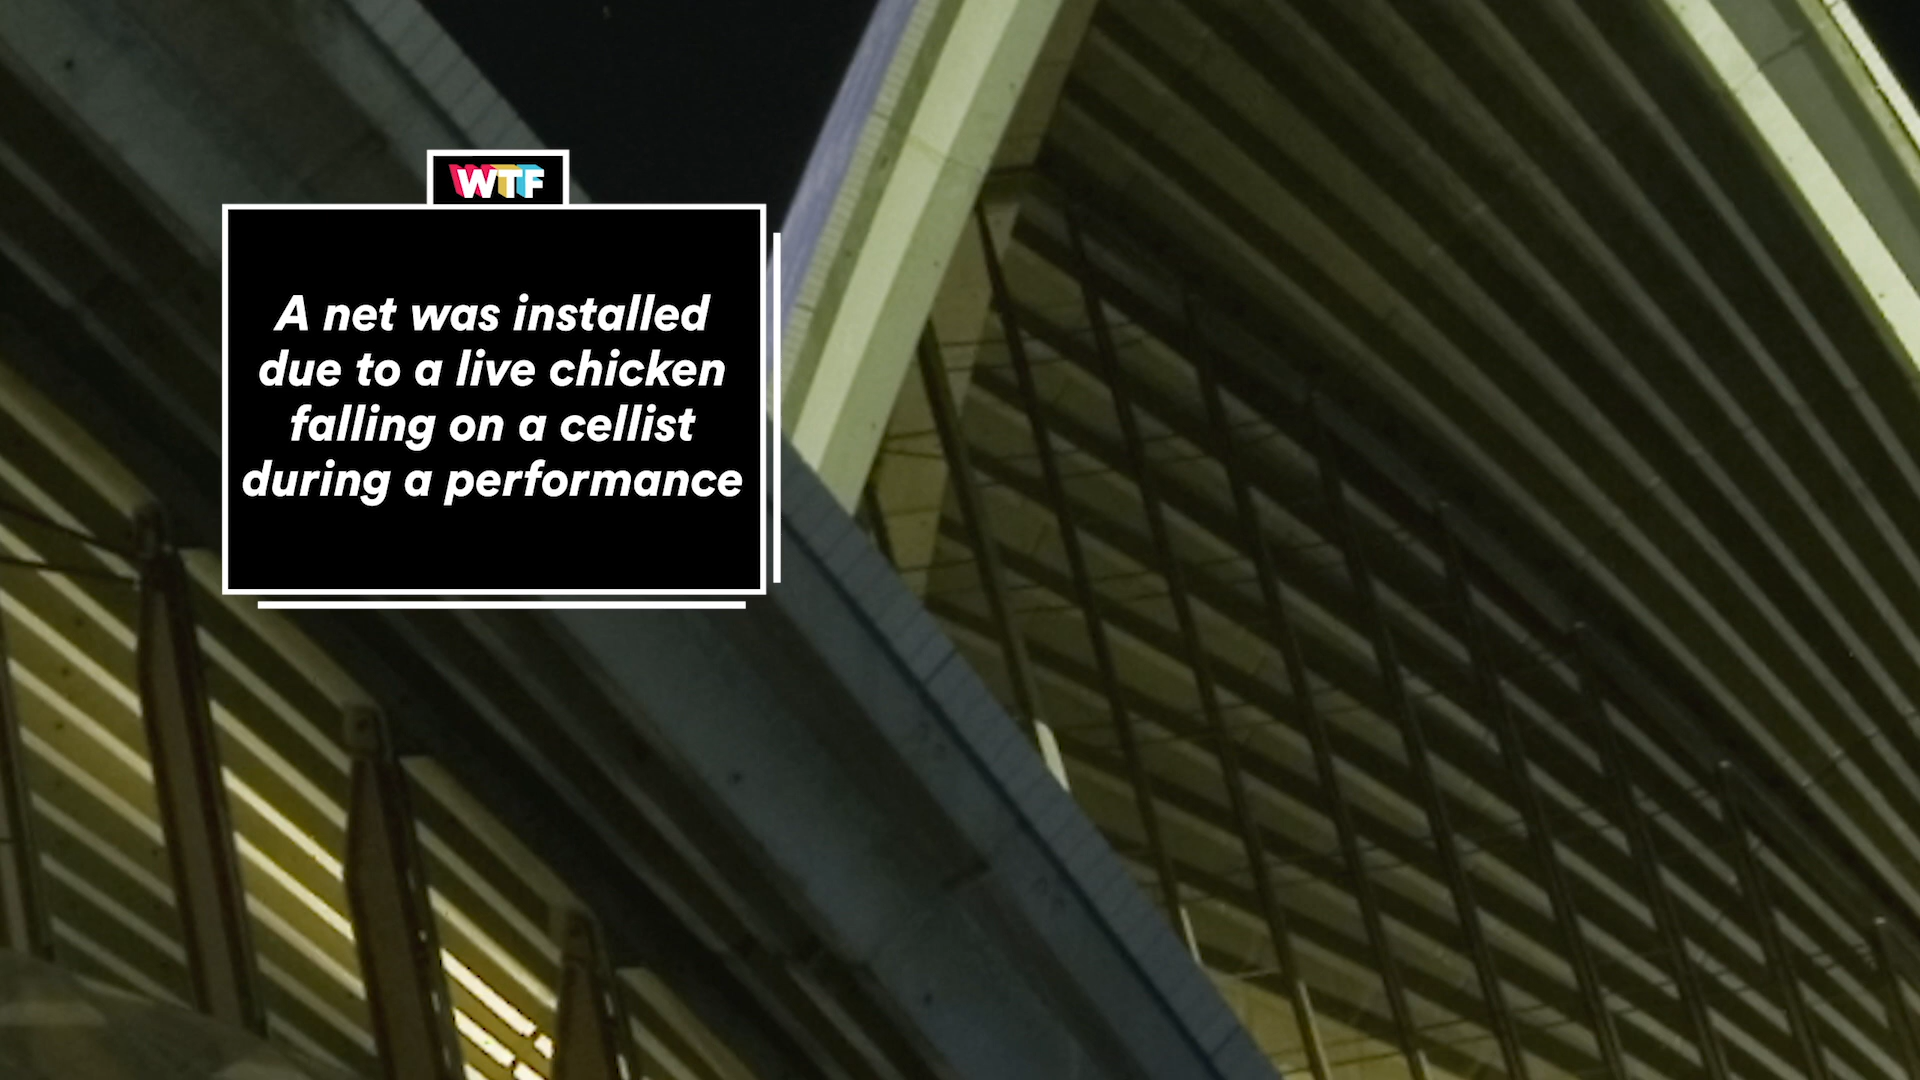 WTF
A net was installed
due to a live chicken
falling on a cellist
during a performance